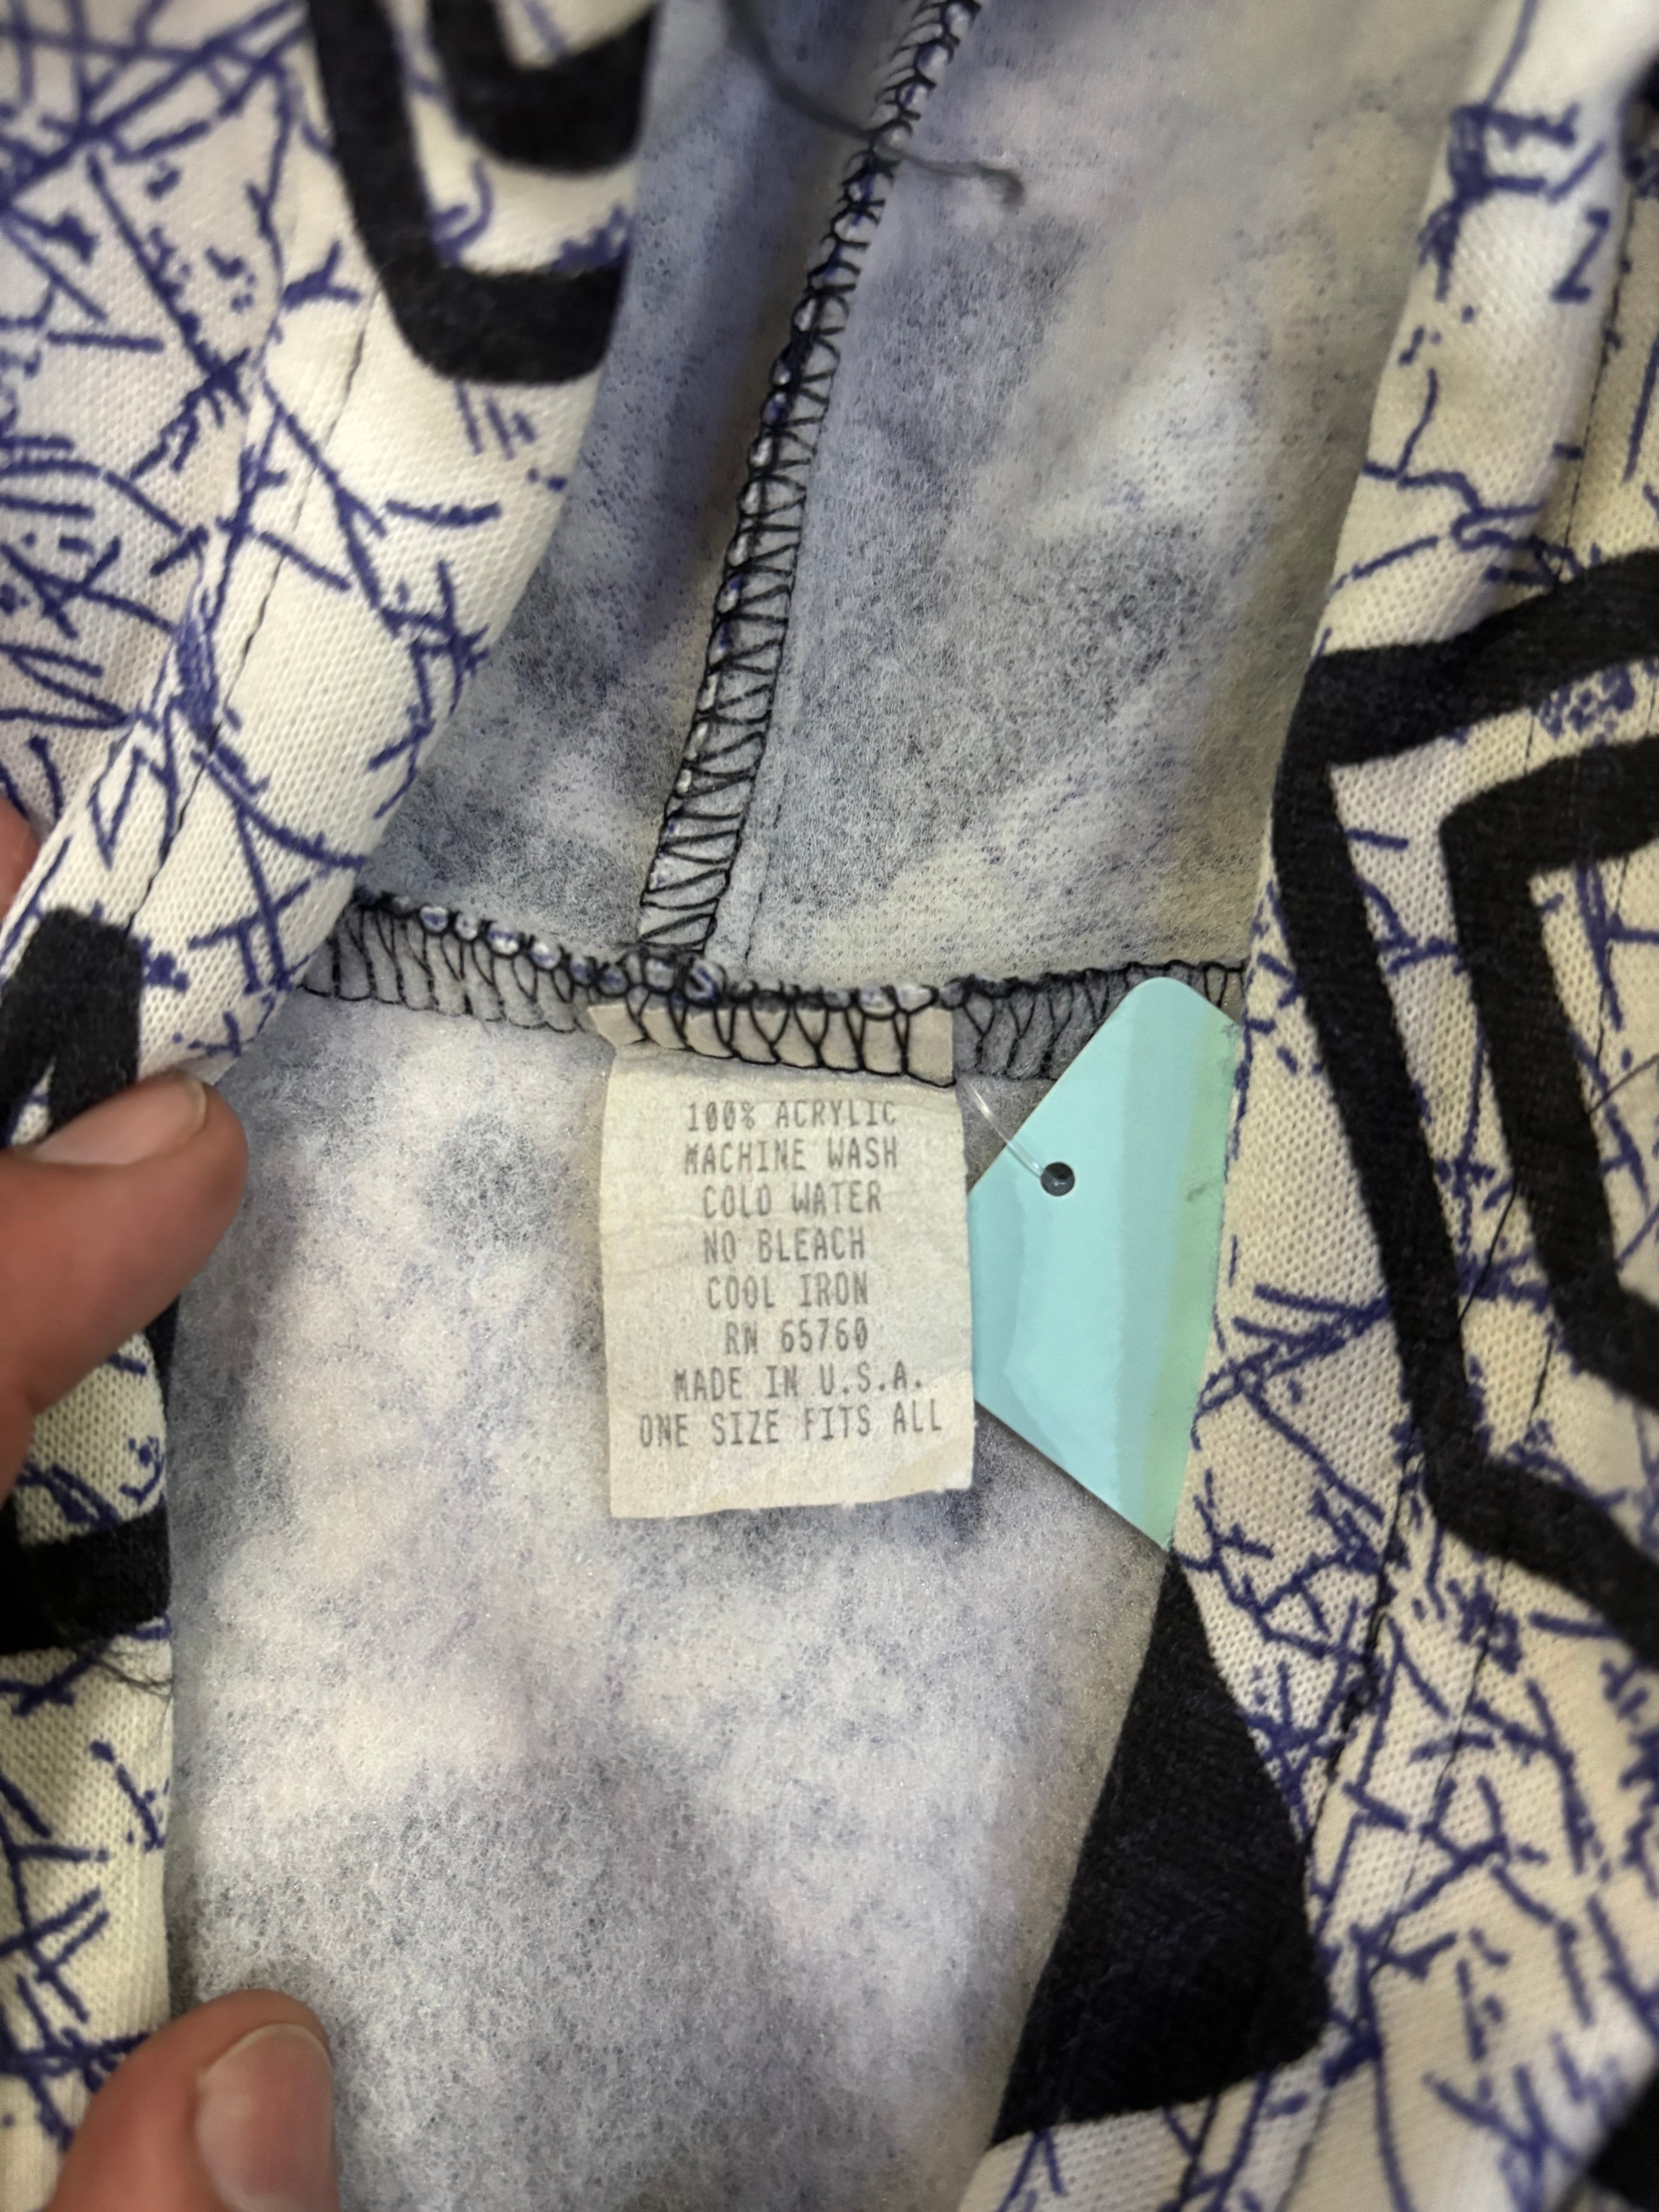 100% ACRYLIC
MACHINE WASH
COLD WATER
NO BLEACH
COOL IRON
RN 65760
MADE IN U.S.A.
ONE SIZE FITS ALL